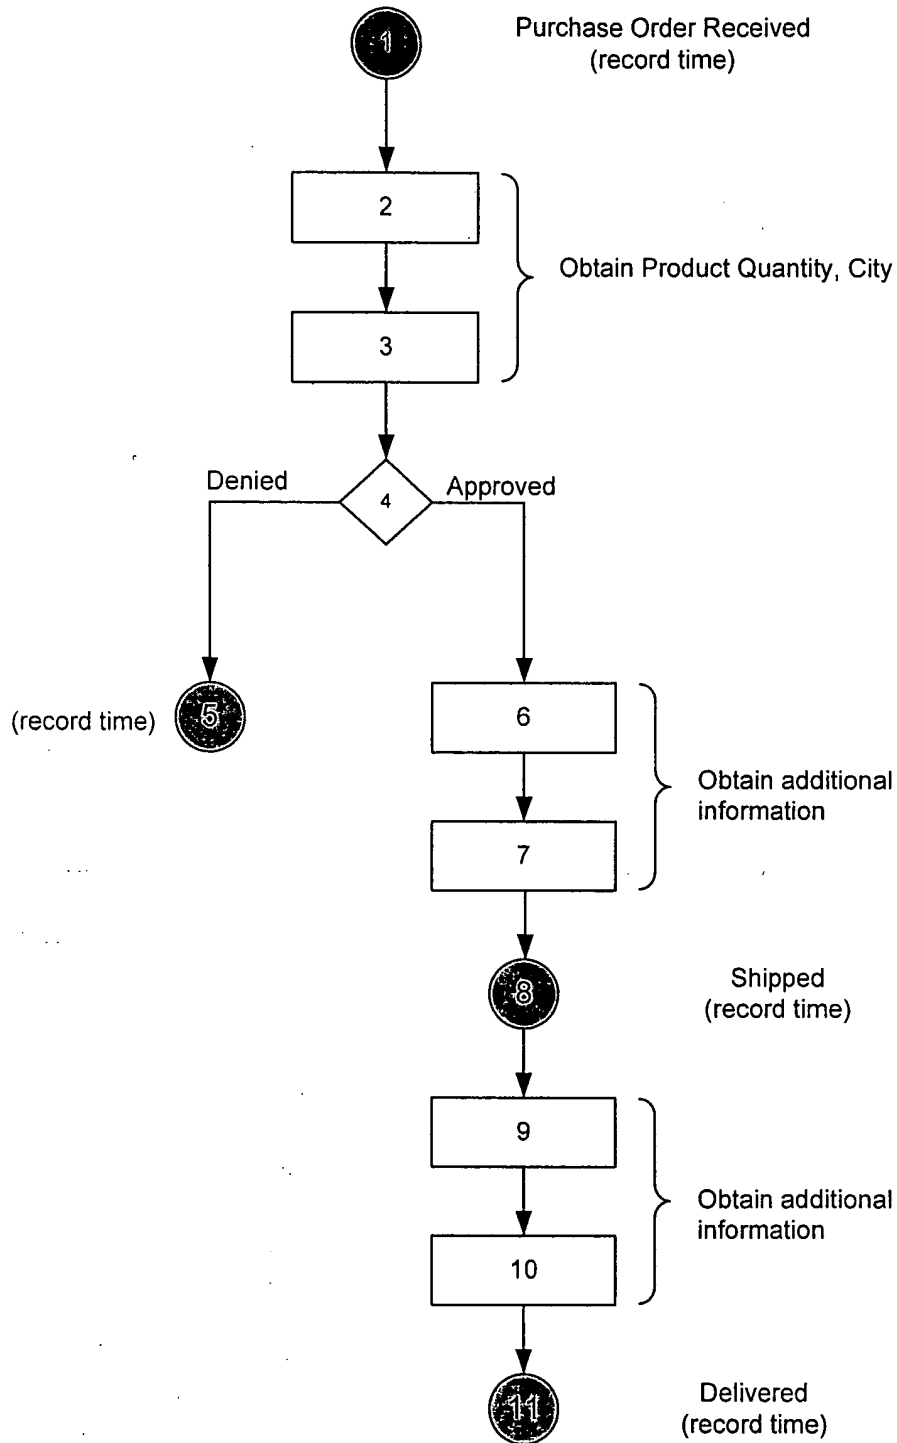 1
Purchase Order Received
(record time)
2
Obtain Product Quantity, City
3
Denied
4
Approved
(record time)
5
6
Obtain additional
information
7
8
Shipped
(record time)
9
Obtain additional
information
10
11
Delivered
(record time)